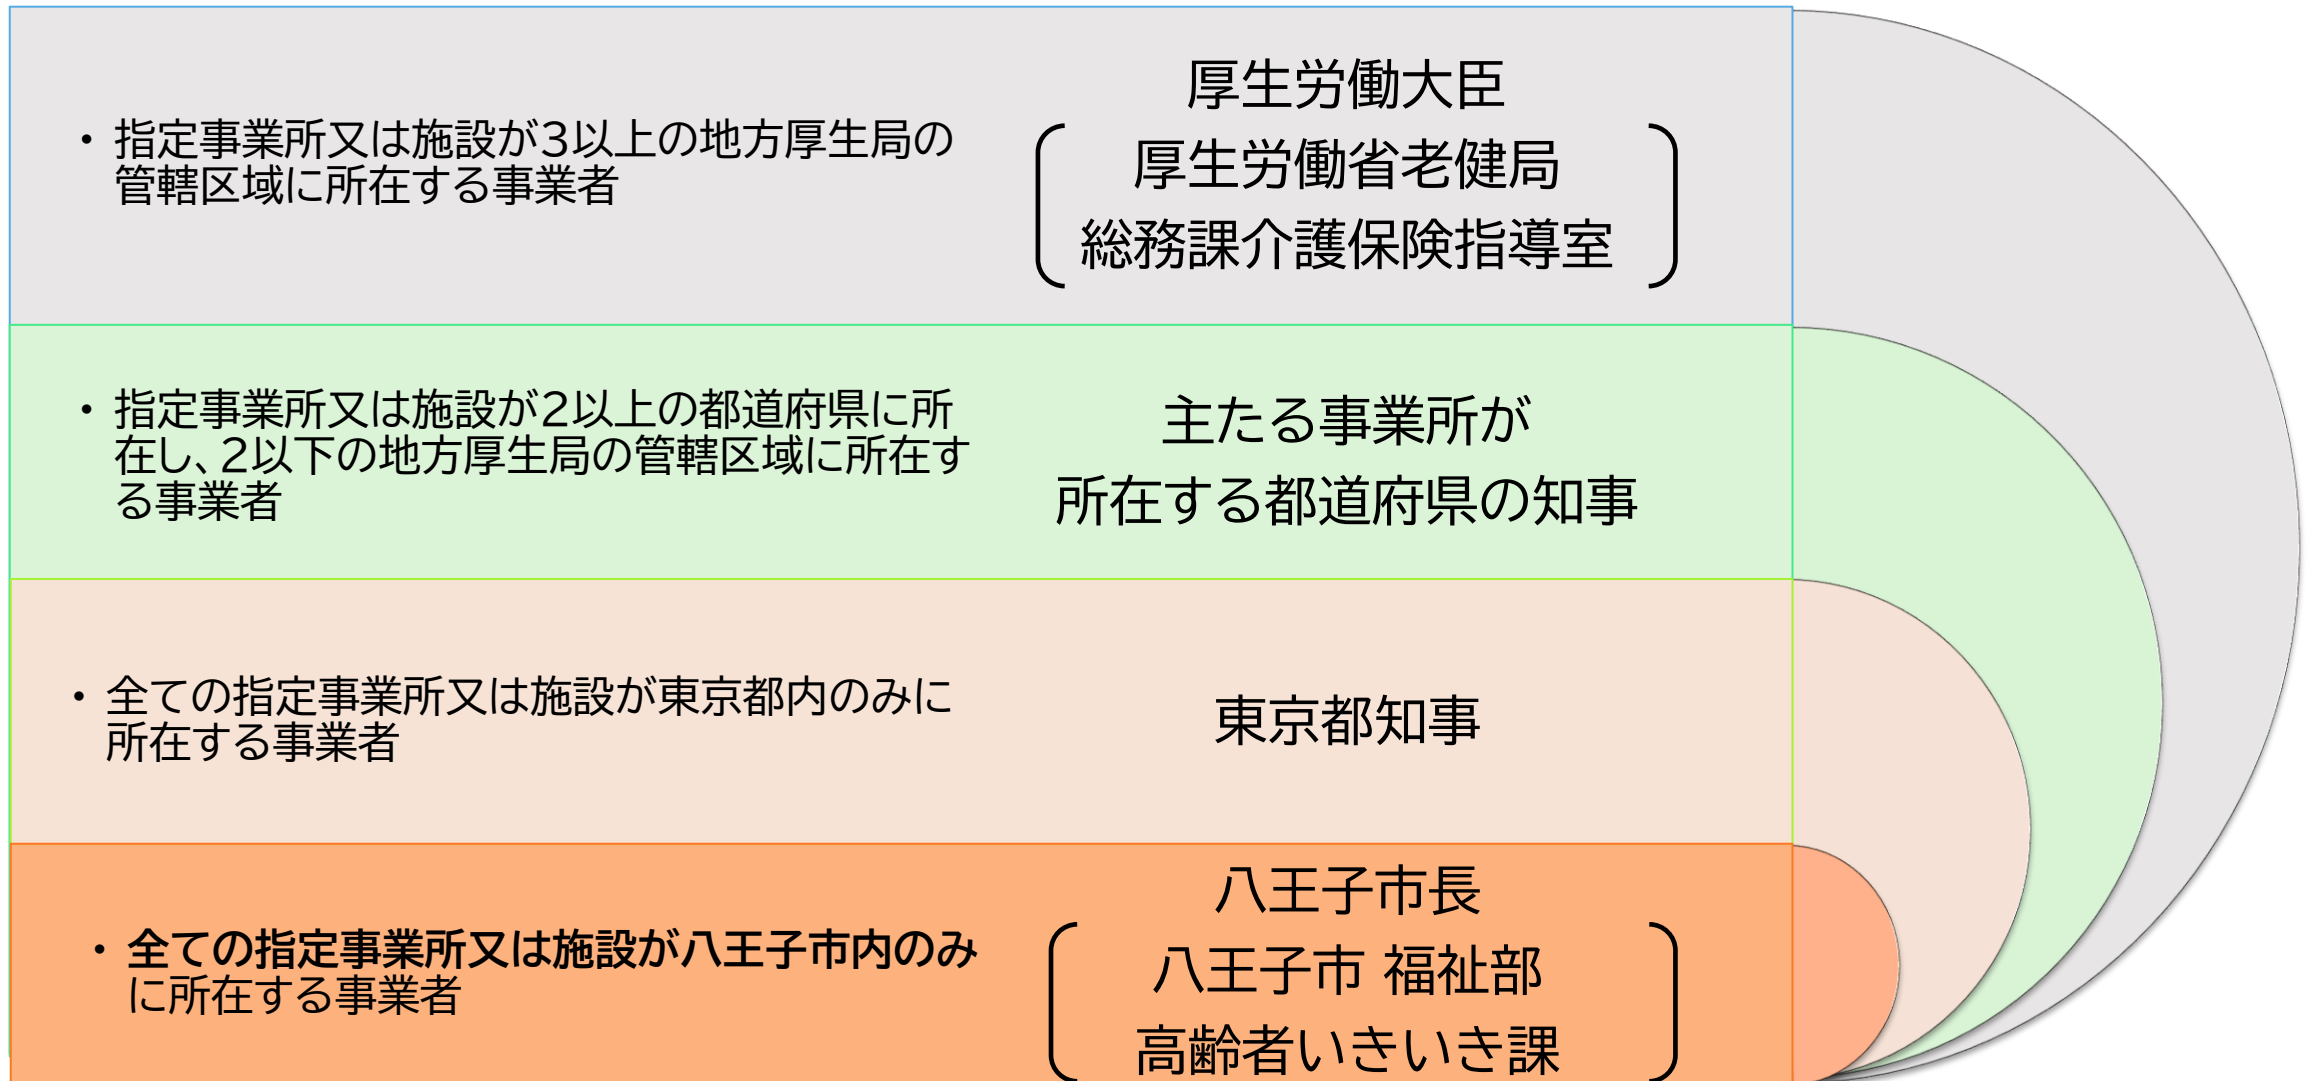 ・指定事業所又は施設が3以上の地方厚生局の
管轄区域に所在する事業者
厚生労働大臣
厚生労働省老健局
総務課介護保険指導室
・指定事業所又は施設が2以上の都道府県に所
在し、2以下の地方厚生局の管轄区域に所在す
る事業者
主たる事業所が
所在する都道府県の知事
・全ての指定事業所又は施設が東京都内のみに
所在する事業者
東京都知事
・全ての指定事業所又は施設が八王子市内のみ
に所在する事業者
八王子市長
八王子市 福祉部
高齢者いきいき課